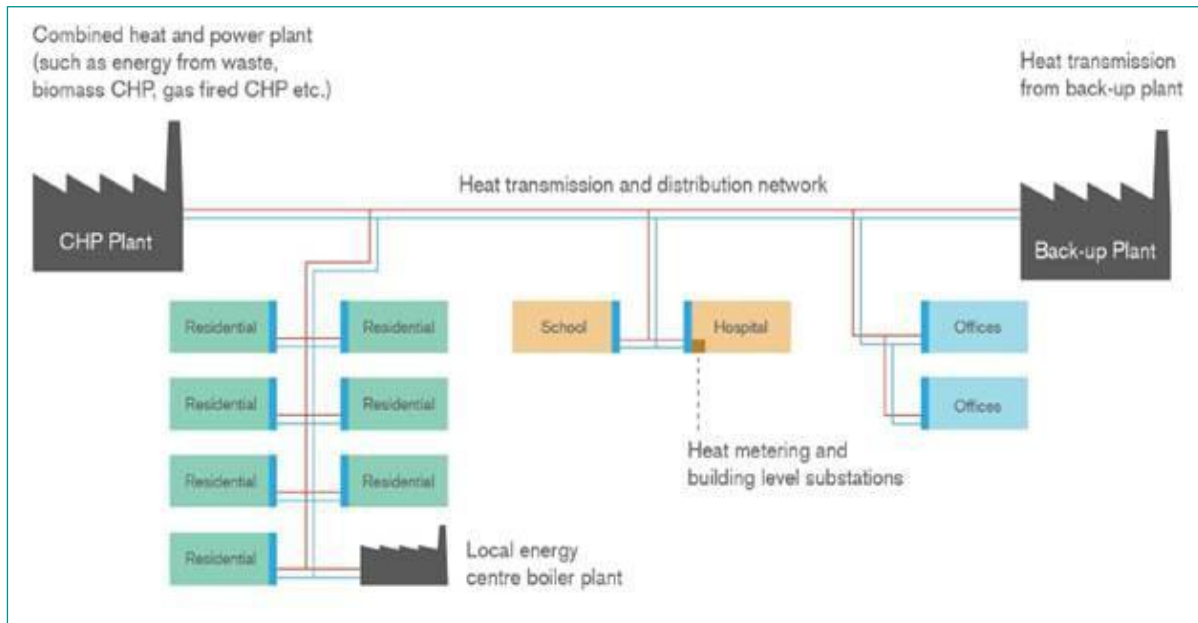 Combined heat and power plant
(such as energy from waste,
biomass CHP, gas fired CHP etc.)
Heat transmission
from back-up plant
Heat transmission and distribution network
CHP Plant
Back-up Plant
Residential
Residential
School
Hospital
Offices
Residential
Residential
Offices
Heat metering and
building level substations
Residential
Residential
Residential
Local energy
centre boiler plant